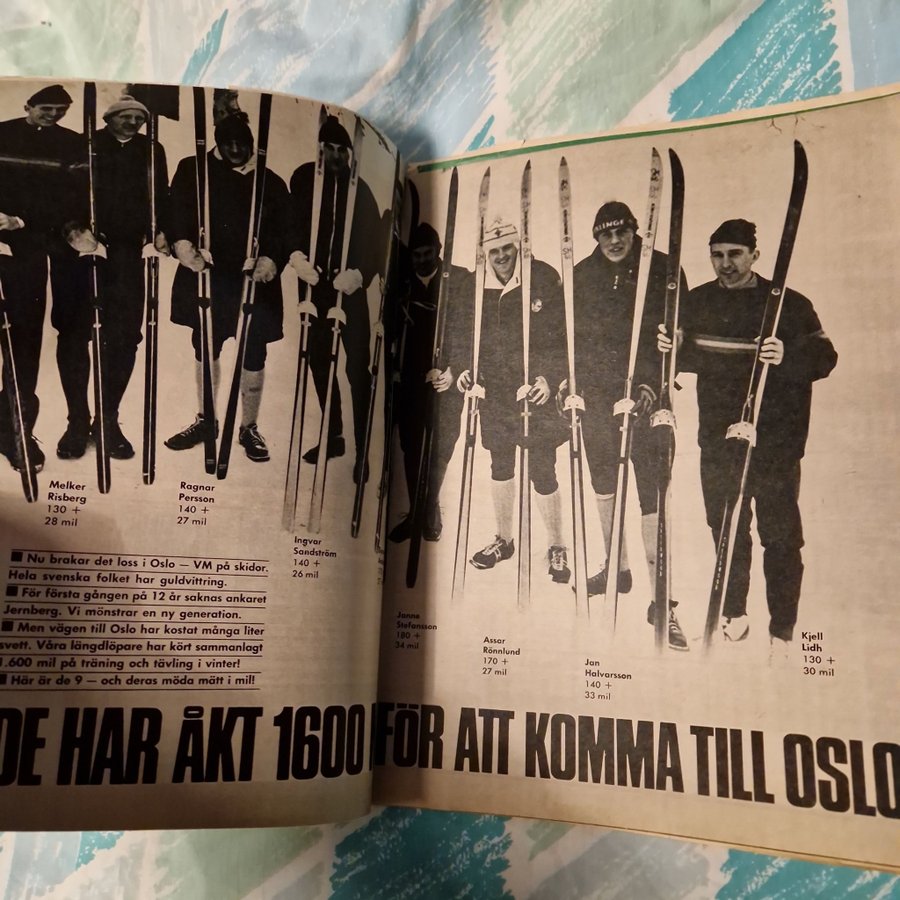 Melker
Risberg
130 +
28 mil
Ragnar
Persson
140 +
27 mil
Ingvar
Sandström
140 +
26 mil
■ Nu brakar det loss i Oslo — VM på skidor.
Hela svenska folket har guldvittring.
■ För första gången på 12 år saknas ankaret
Jernberg. Vi mönstrar en ny generation.
■ Men vägen till Oslo har kostat många liter
svett. Våra längdlöpare har kört sammanlagt
1.600 mil på träning och tävling i vinter!
■ Här är de 9 — och deras möda mätt i mil!
Janne
Stefansson
180 +
34 mil
Assar
Rönnlund
170 +
27 mil
Jan
Halvarsson
140 +
33 mil
Kjell
Lidh
130 +
30 mil
DE HAR ÅKT 1600 FÖR ATT KOMMA TILL OSLO